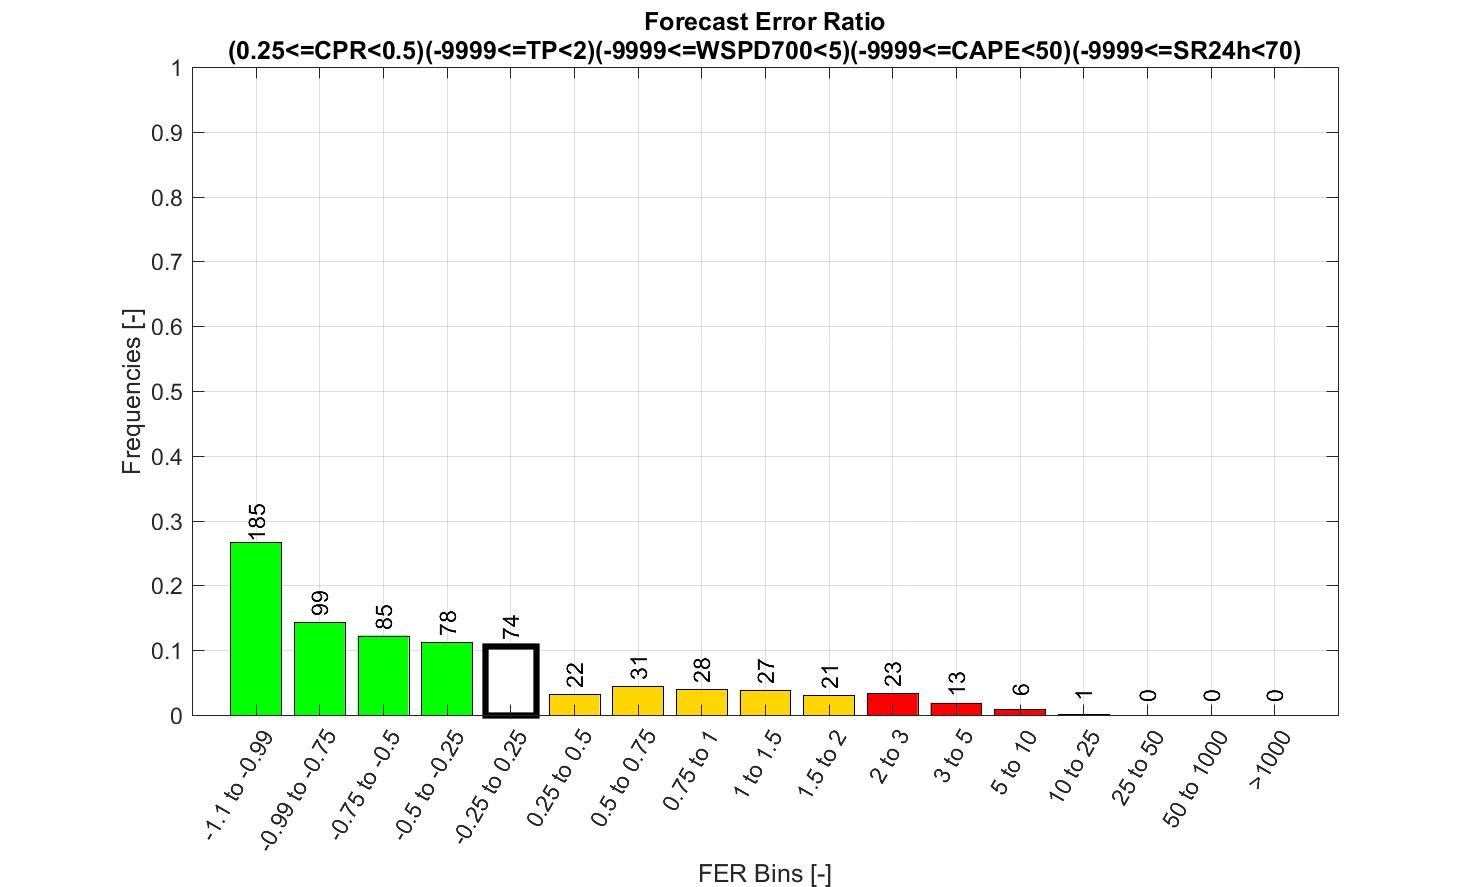 Forecast Error Ratio
(0.25<=CPR<0.5)(-9999<=TP<2)(-9999<=WSPD700<5)(-9999<=CAPE<50)(-9999<=SR24h<70)
1
0.9
0.8
0.7
0.6
0.5
0.4
0.3
0.2
0.1
0
Frequencies [-]
185
99
85
78
74
22
31
28
27
21
23
13
6
1
0
0
0
-1.1 to -0.99
-0.99 to -0.75
-0.75 to -0.5
-0.5 to -0.25
-0.25 to 0.25
0.25 to 0.5
0.5 to 0.75
0.75 to 1
1 to 1.5
1.5 to 2
2 to 3
3 to 5
5 to 10
10 to 25
25 to 50
50 to 1000
>1000
FER Bins [-]